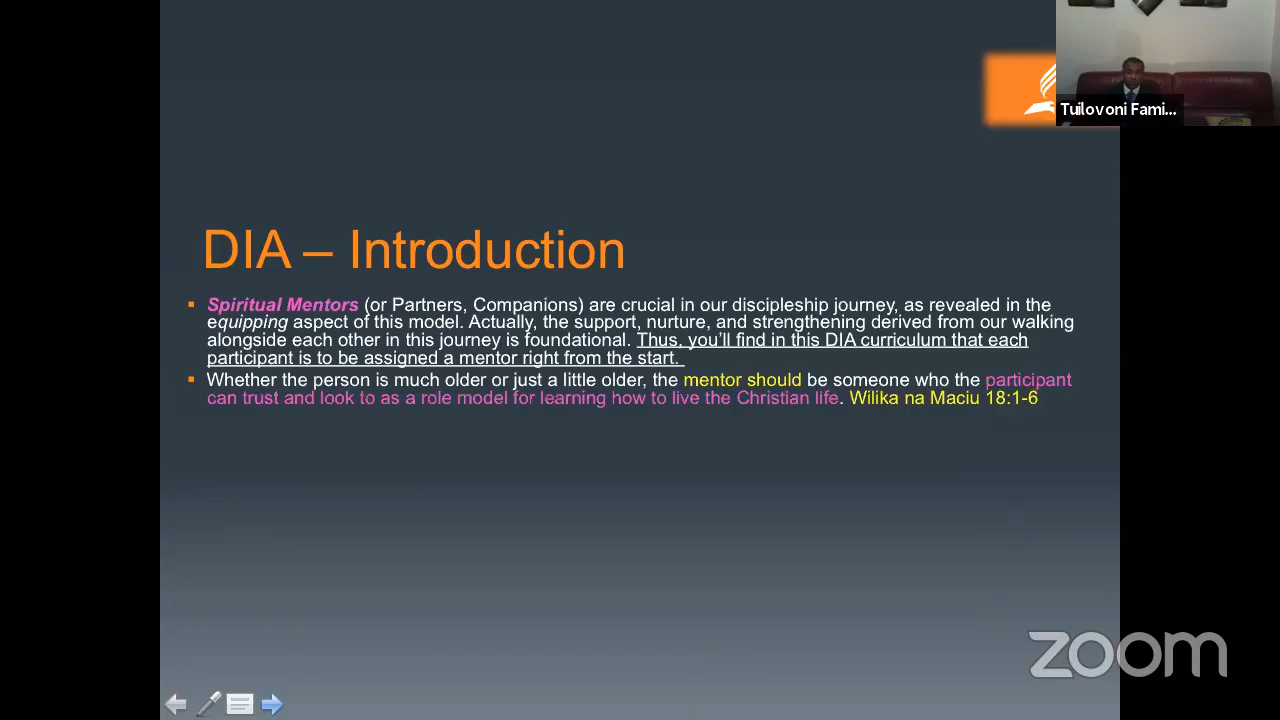 Tuilovoni Fami...
DIA – Introduction
▪ Spiritual Mentors (or Partners, Companions) are crucial in our discipleship journey, as revealed in the
equipping aspect of this model. Actually, the support, nurture, and strengthening derived from our walking
alongside each other in this journey is foundational. Thus, you'll find in this DIA curriculum that each
participant is to be assigned a mentor right from the start.
▪ Whether the person is much older or just a little older, the mentor should be someone who the participant
can trust and look to as a role model for learning how to live the Christian life. Wilika na Maciu 18:1-6
zoom